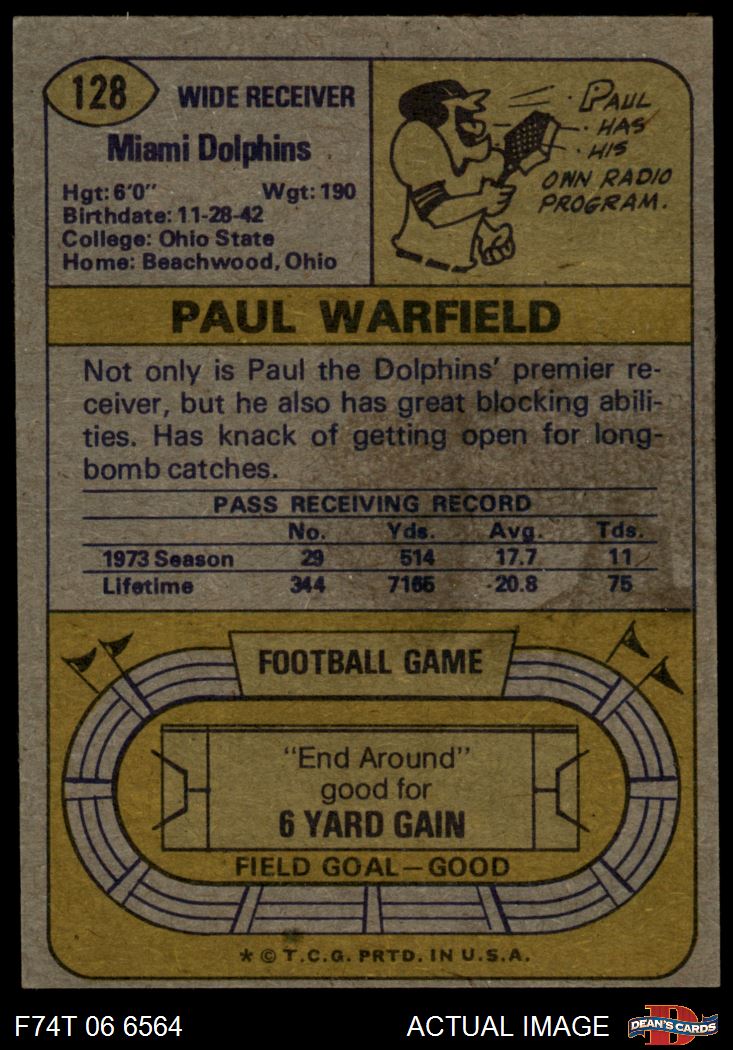 128
WIDE RECEIVER
Miami Dolphins
Hgt: 6'0" Wgt: 190
Birthdate: 11-28-42
College: Ohio State
Home: Beachwood, Ohio
PAUL
HAS
HIS
OWN RADIO
PROGRAM.
PAUL WARFIELD
Not only is Paul the Dolphins' premier re-
ceiver, but he also has great blocking abili-
ties. Has knack of getting open for long-
bomb catches.
PASS RECEIVING RECORD
No. Yds. Avg. Tds.
1973 Season 29 514 17.7 11
Lifetime 344 7165 20.8 75
FOOTBALL GAME
"End Around"
good for
6 YARD GAIN
FIELD GOAL—GOOD
* © T.C.G. PRTD. IN U.S.A.
F74T 06 6564 ACTUAL IMAGE
DEAN'S CARDS